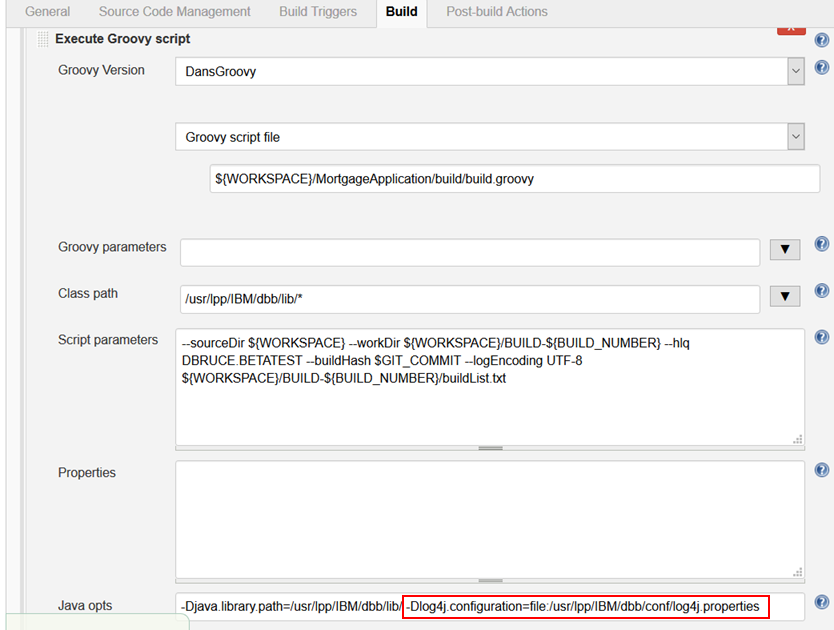 General Source Code Management Build Triggers Build Post-build Actions
Execute Groovy script
Groovy Version DansGroovy
Groovy script file
${WORKSPACE}/MortgageApplication/build/build.groovy
Groovy parameters
Class path /usr/lpp/IBM/dbb/lib/*
Script parameters --sourceDir ${WORKSPACE} --workDir ${WORKSPACE}/BUILD-${BUILD_NUMBER} --hlq
DBRUCE.BETATEST --buildHash $GIT_COMMIT --logEncoding UTF-8
${WORKSPACE}/BUILD-${BUILD_NUMBER}/buildList.txt
Properties
Java opts -Djava.library.path=/usr/lpp/IBM/dbb/lib/ -Dlog4j.configuration=file:/usr/lpp/IBM/dbb/conf/log4j.properties